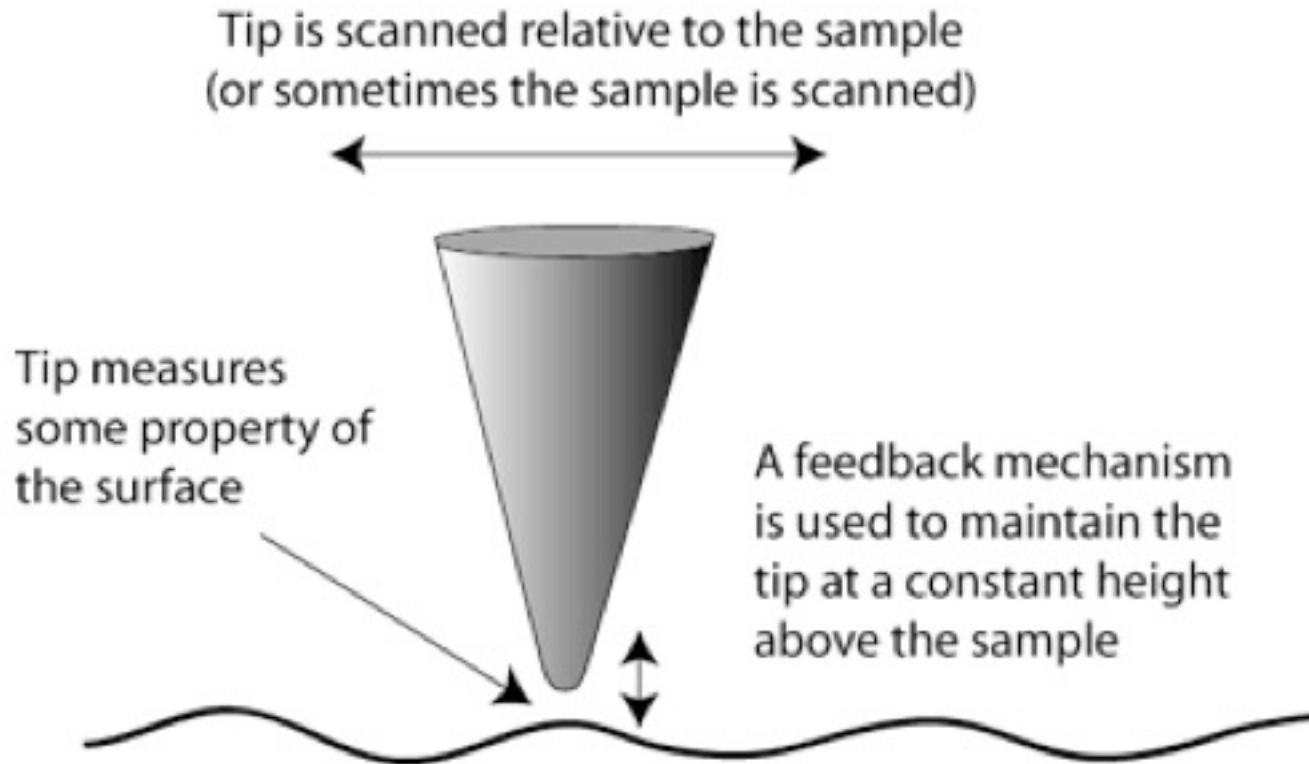 Tip is scanned relative to the sample
(or sometimes the sample is scanned)
Tip measures
some property of
the surface
A feedback mechanism
is used to maintain the
tip at a constant height
above the sample